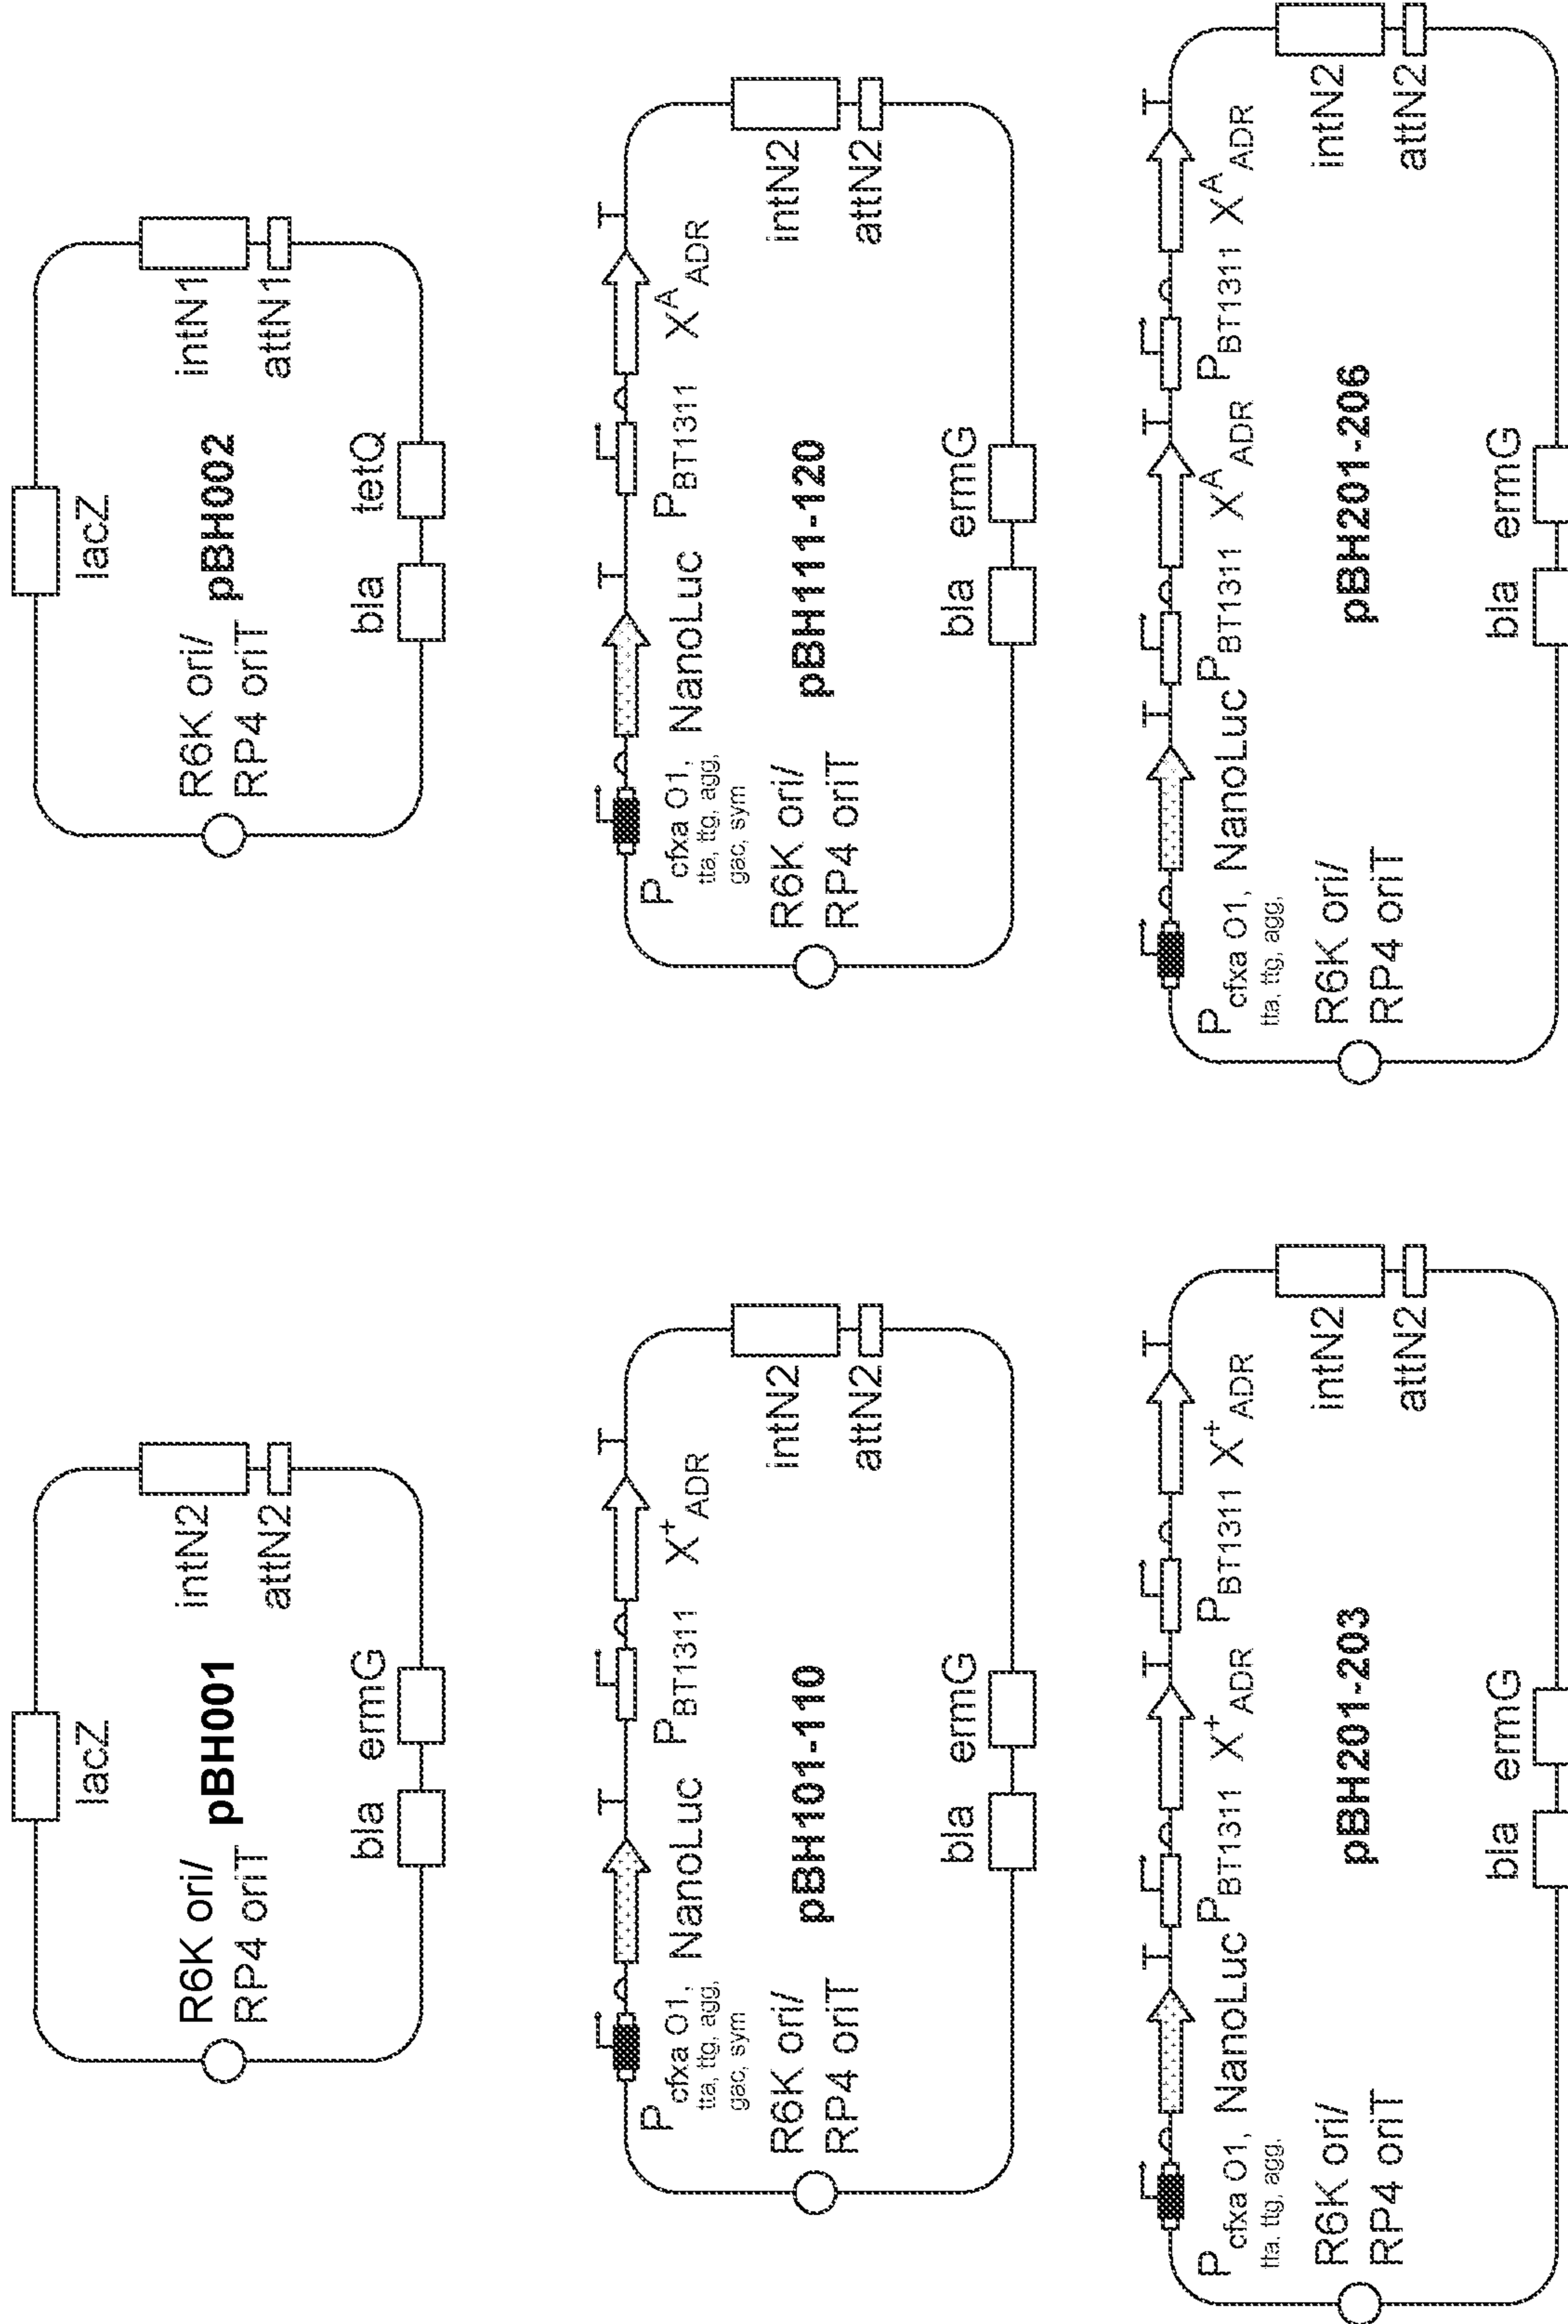 lacZ
R6K ori/
RP4 oriT
pBH001
intN2
attN2
bla ermG
lacZ
R6K ori/
RP4 oriT
pBH002
intN1
attN1
bla tetQ
P cfxa O1, NanoLuc P BT1311 X+ ADR
tta, ttg, agg,
gac, sym
R6K ori/
RP4 oriT
pBH101-110
intN2
attN2
bla ermG
P cfxa O1, NanoLuc P BT1311 X^A ADR
tta, ttg, agg,
gac, sym
R6K ori/
RP4 oriT
pBH111-120
intN2
attN2
bla ermG
P cfxa O1, NanoLuc P BT1311 X+ ADR P BT1311 X+ ADR
tta, ttg, agg,
R6K ori/
RP4 oriT
pBH201-203
intN2
attN2
bla ermG
P cfxa O1, NanoLuc P BT1311 X^A ADR P BT1311 X^A ADR
tta, ttg, agg,
R6K ori/
RP4 oriT
pBH201-206
intN2
attN2
bla ermG